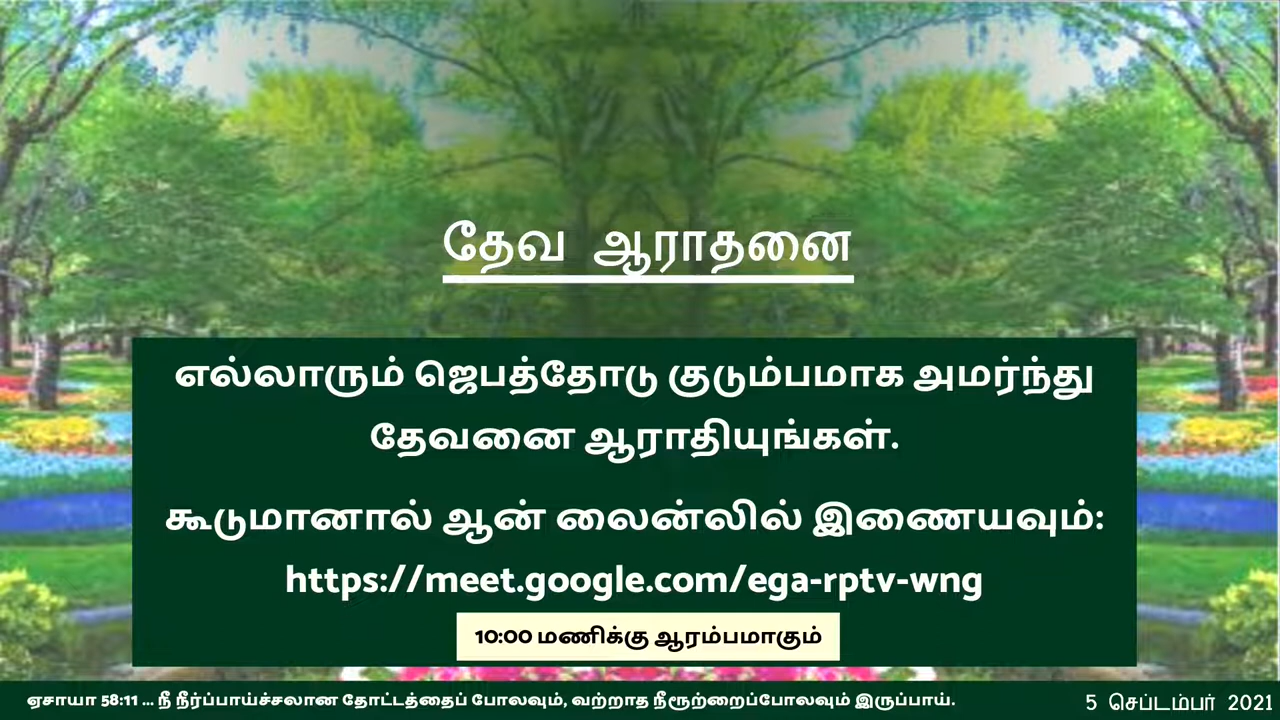 தேவ ஆராதனை
எல்லாரும் ஜெபத்தோடு குடும்பமாக அமர்ந்து
தேவனை ஆராதியுங்கள்.
கூடுமானால் ஆன் லைன்லில் இணையவும்:
https://meet.google.com/ega-rptv-wng
10:00 மணிக்கு ஆரம்பமாகும்
ஏசாயா 58:11 ... நீ நீர்ப்பாய்ச்சலான தோட்டத்தைப் போலவும், வற்றாத நீரூற்றைப்போலவும் இருப்பாய்.
5 செப்டம்பர் 2021